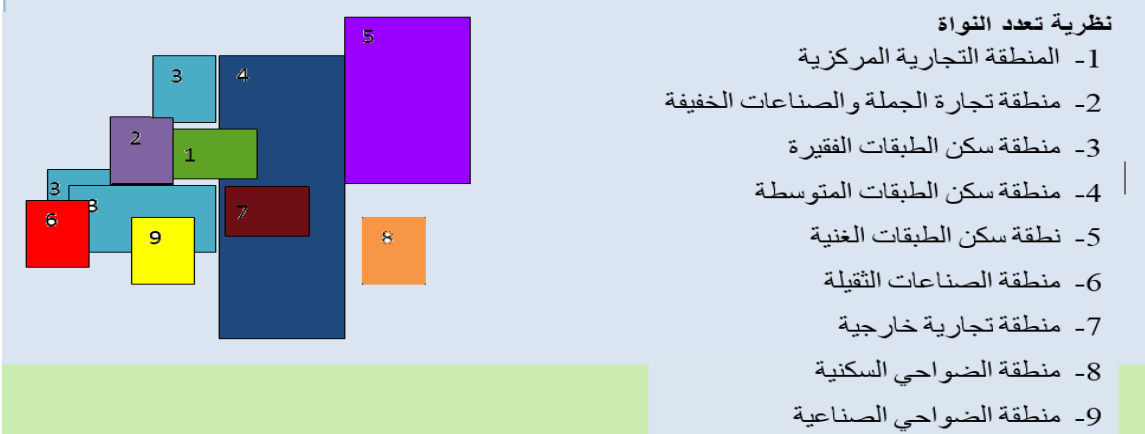 نظرية تعدد النواة
1- المنطقة التجارية المركزية
2- منطقة تجارة الجملة والصناعات الخفيفة
3- منطقة سكن الطبقات الفقيرة
4- منطقة سكن الطبقات المتوسطة
5- نطقة سكن الطبقات الغنية
6- منطقة الصناعات الثقيلة
7- منطقة تجارية خارجية
8- منطقة الضواحي السكنية
9- منطقة الضواحي الصناعية
5
3
4
2
1
3
3
6
7
9
8